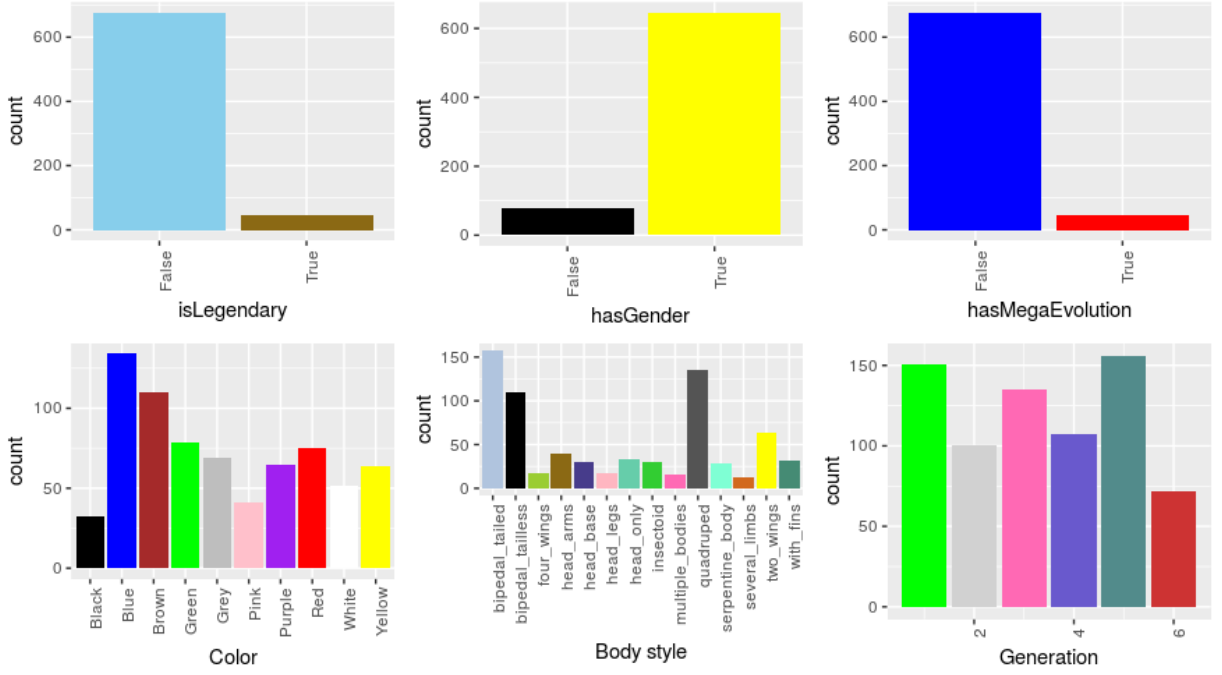 count
600
400
200
0
False
True
isLegendary
count
600
400
200
0
False
True
hasGender
count
600
400
200
0
False
True
hasMegaEvolution
count
100
50
0
Black
Blue
Brown
Green
Grey
Pink
Purple
Red
White
Yellow
Color
count
150
100
50
0
bipedal_tailed
bipedal_tailless
four_wings
head_arms
head_base
head_legs
head_only
insectoid
multiple_bodies
quadruped
serpentine_body
several_limbs
two_wings
with_fins
Body style
count
150
100
50
0
2
4
6
Generation